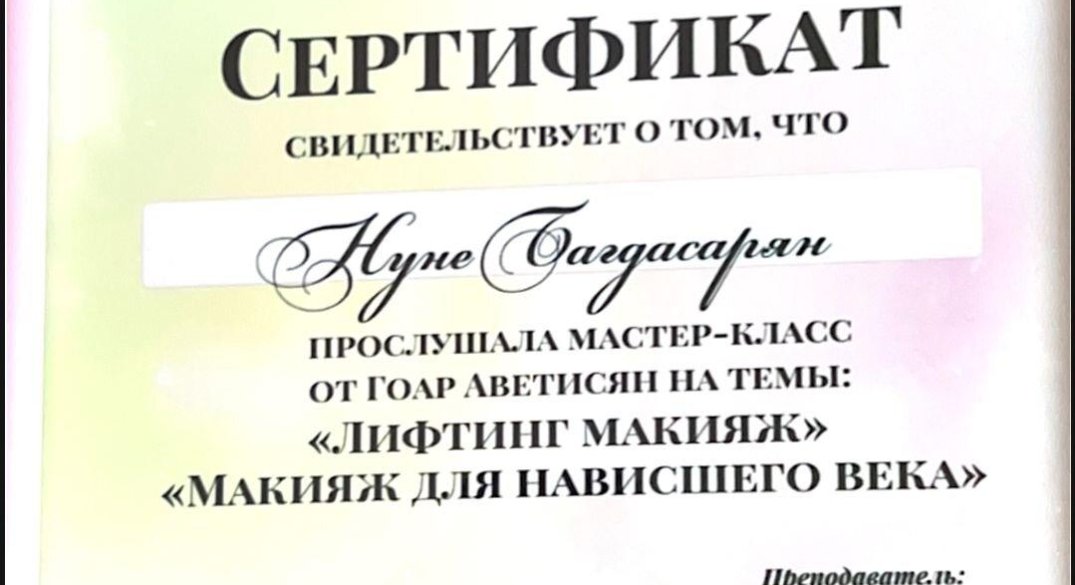 Сертификат
свидетельствует о том, что
Нуне Багдасарян
прослушала мастер-класс
от Гоар Аветисян на темы:
«Лифтинг макияж»
«Макияж для нависшего века»
Преподаватель: